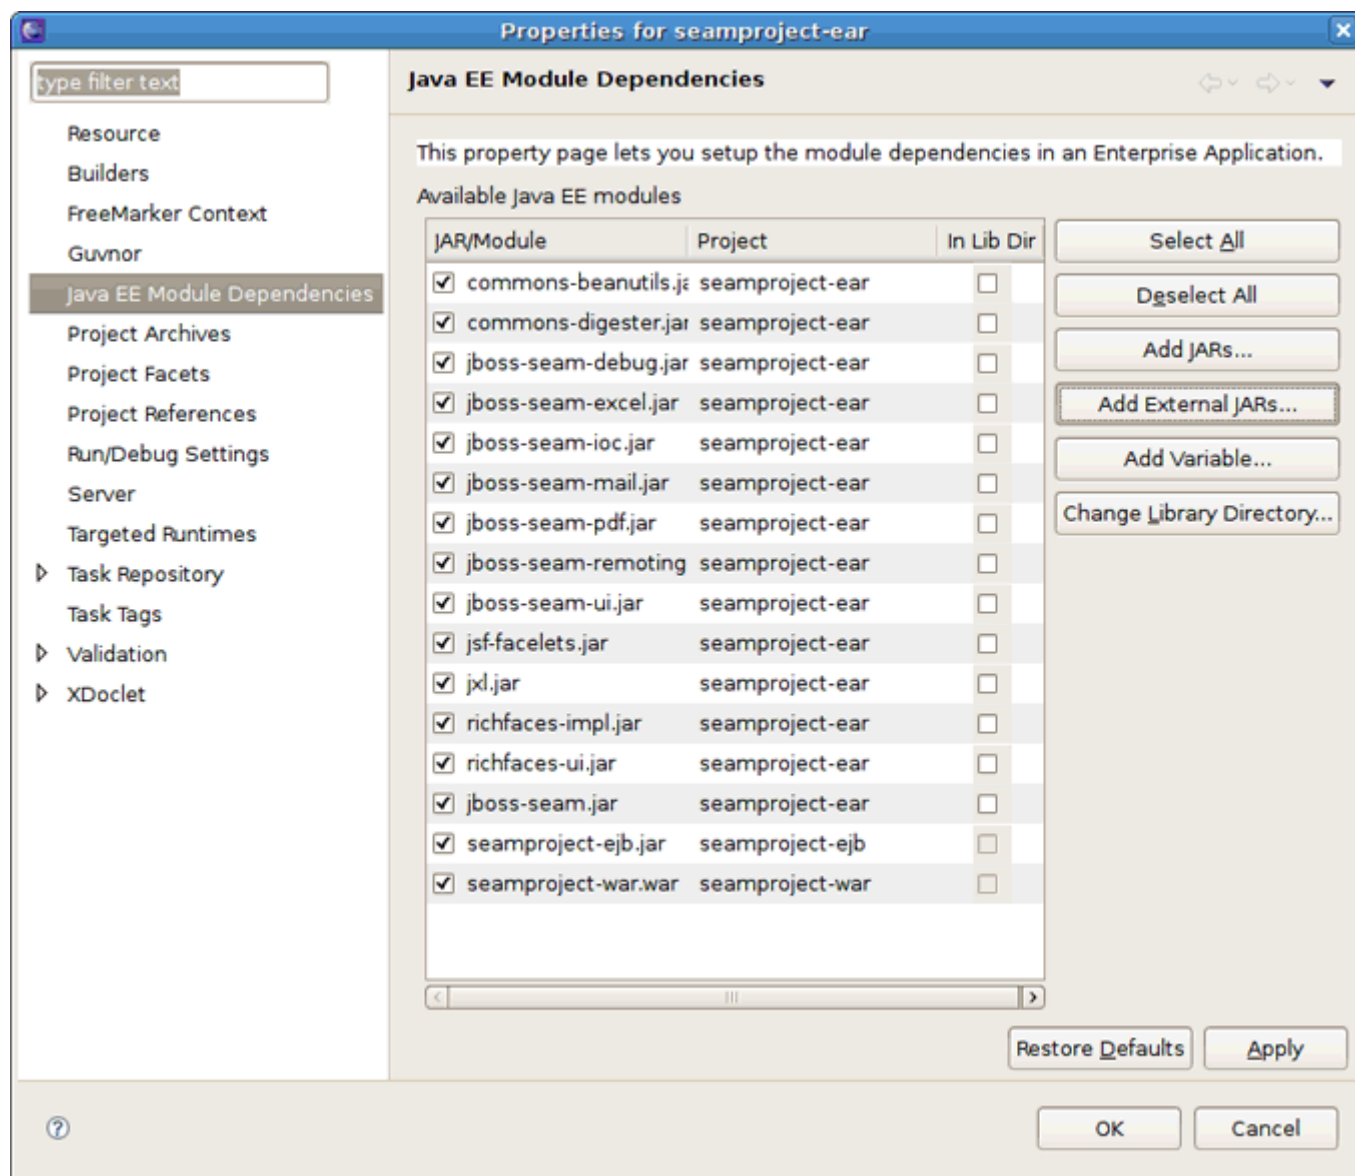 Properties for seamproject-ear
type filter text
Resource
Builders
FreeMarker Context
Guvnor
Java EE Module Dependencies
Project Archives
Project Facets
Project References
Run/Debug Settings
Server
Targeted Runtimes
Task Repository
Task Tags
Validation
XDoclet
Java EE Module Dependencies
This property page lets you setup the module dependencies in an Enterprise Application.
Available Java EE modules
JAR/Module Project In Lib Dir
commons-beanutils.ja seamproject-ear
commons-digester.jar seamproject-ear
jboss-seam-debug.jar seamproject-ear
jboss-seam-excel.jar seamproject-ear
jboss-seam-ioc.jar seamproject-ear
jboss-seam-mail.jar seamproject-ear
jboss-seam-pdf.jar seamproject-ear
jboss-seam-remoting seamproject-ear
jboss-seam-ui.jar seamproject-ear
jsf-facelets.jar seamproject-ear
jxl.jar seamproject-ear
richfaces-impl.jar seamproject-ear
richfaces-ui.jar seamproject-ear
jboss-seam.jar seamproject-ear
seamproject-ejb.jar seamproject-ejb
seamproject-war.war seamproject-war
Select All
Deselect All
Add JARs...
Add External JARs...
Add Variable...
Change Library Directory...
Restore Defaults
Apply
?
OK
Cancel